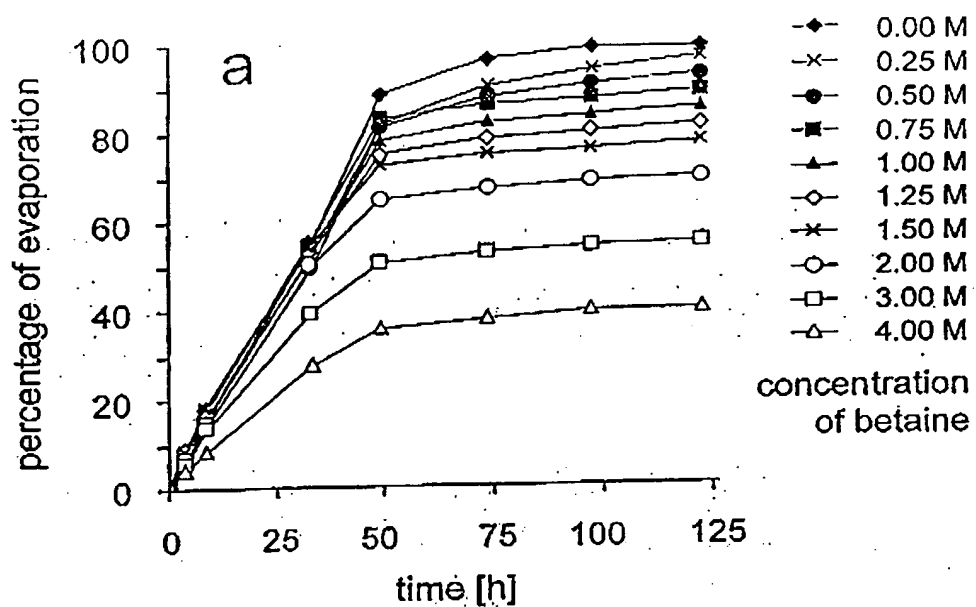 a
percentage of evaporation
100
80
60
40
20
0
0 25 50 75 100 125
time [h]
0.00 M
0.25 M
0.50 M
0.75 M
1.00 M
1.25 M
1.50 M
2.00 M
3.00 M
4.00 M
concentration
of betaine